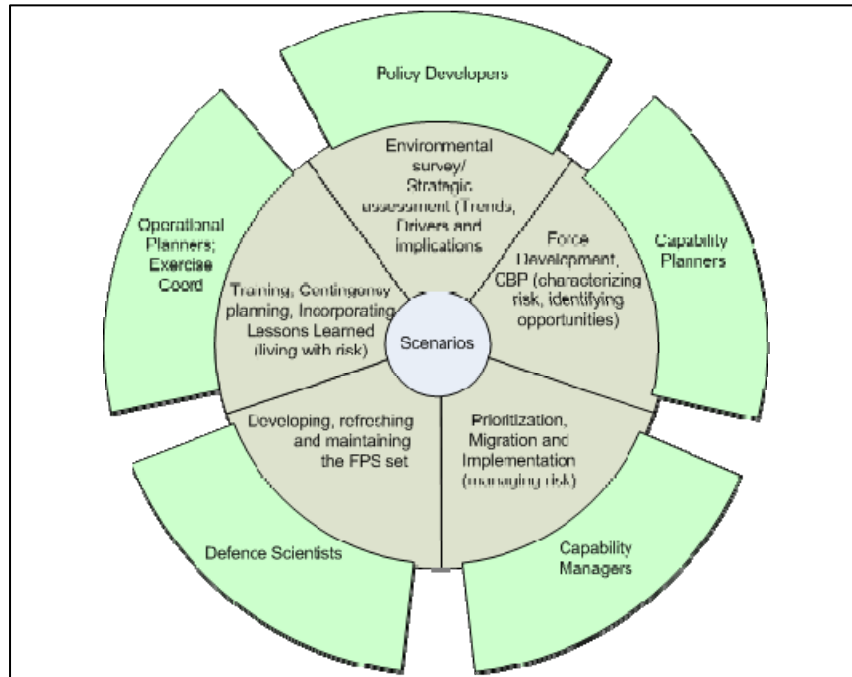 Policy Developers
Environmental
survey/
Strategic
assessment (Trends,
Drivers and
implications
Operational
Planners;
Exercise
Coord
Force
Development,
CBP (characterizing
risk, identifying
opportunities)
Capability
Planners
Training, Contingency
planning, Incorporating
Lessons Learned
(living with risk)
Scenarios
Developing, refreshing
and maintaining
the FPS set
Prioritization,
Migration and
Implementation
(managing risk)
Defence Scientists
Capability
Managers